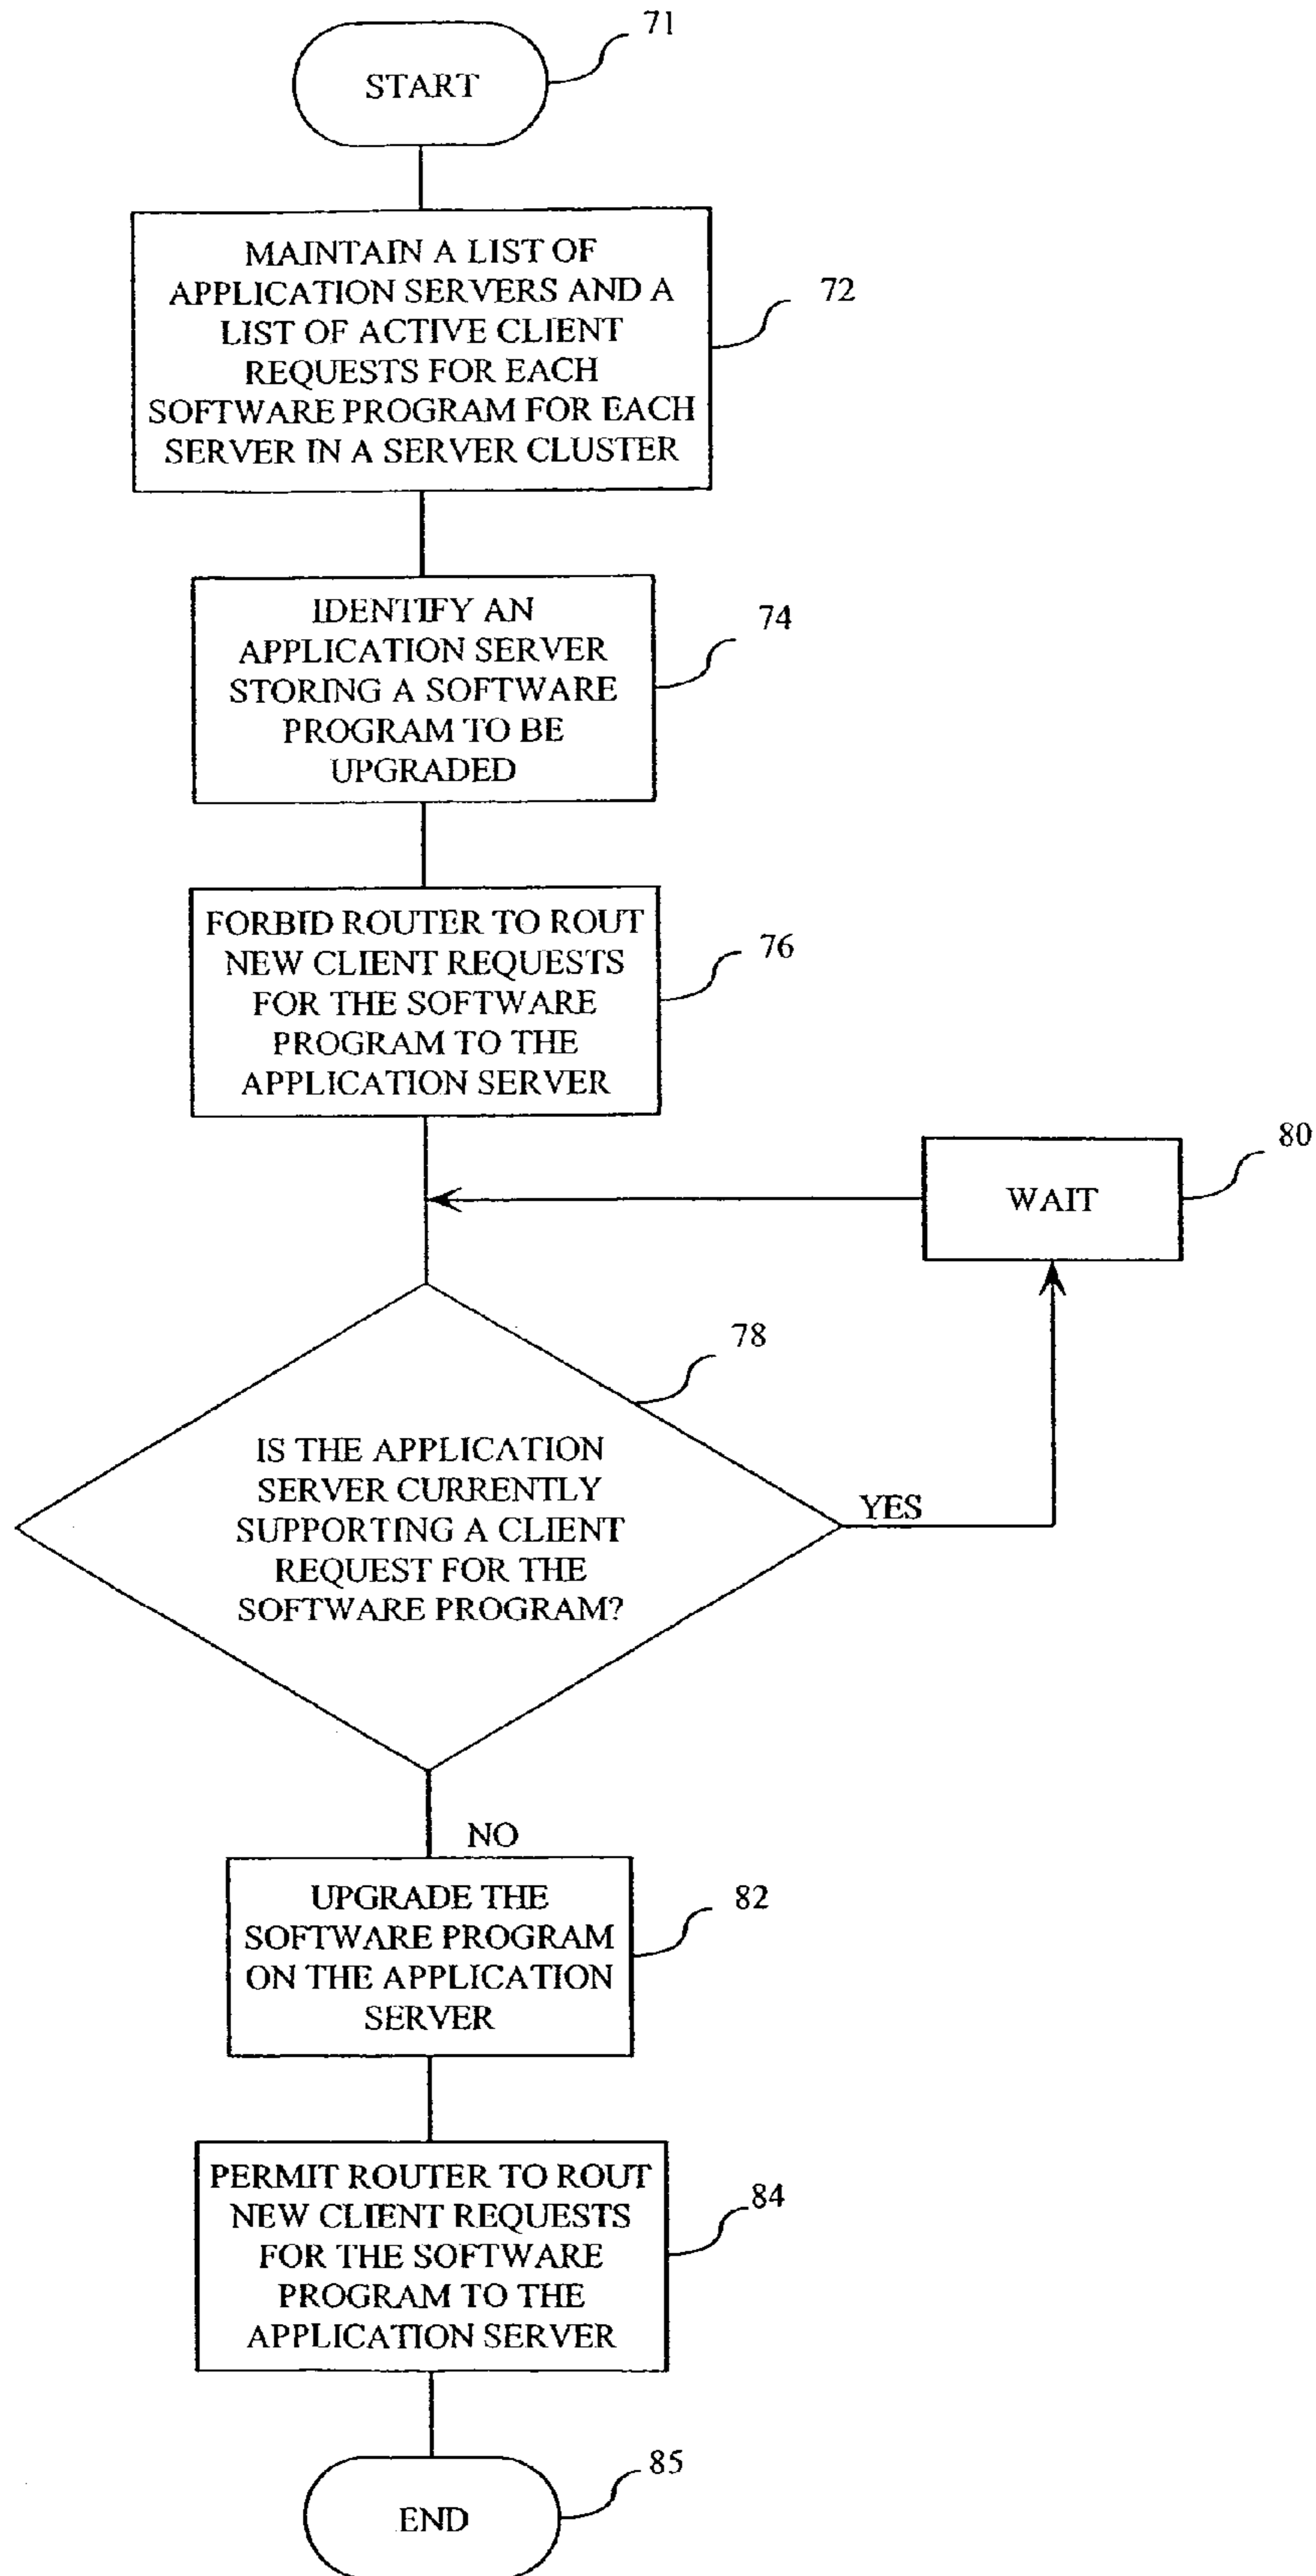 71
START
MAINTAIN A LIST OF
APPLICATION SERVERS AND A
LIST OF ACTIVE CLIENT
REQUESTS FOR EACH
SOFTWARE PROGRAM FOR EACH
SERVER IN A SERVER CLUSTER
72
IDENTIFY AN
APPLICATION SERVER
STORING A SOFTWARE
PROGRAM TO BE
UPGRADED
74
FORBID ROUTER TO ROUT
NEW CLIENT REQUESTS
FOR THE SOFTWARE
PROGRAM TO THE
APPLICATION SERVER
76
80
WAIT
78
IS THE APPLICATION
SERVER CURRENTLY
SUPPORTING A CLIENT
REQUEST FOR THE
SOFTWARE PROGRAM?
YES
NO
UPGRADE THE
SOFTWARE PROGRAM
ON THE APPLICATION
SERVER
82
PERMIT ROUTER TO ROUT
NEW CLIENT REQUESTS
FOR THE SOFTWARE
PROGRAM TO THE
APPLICATION SERVER
84
85
END